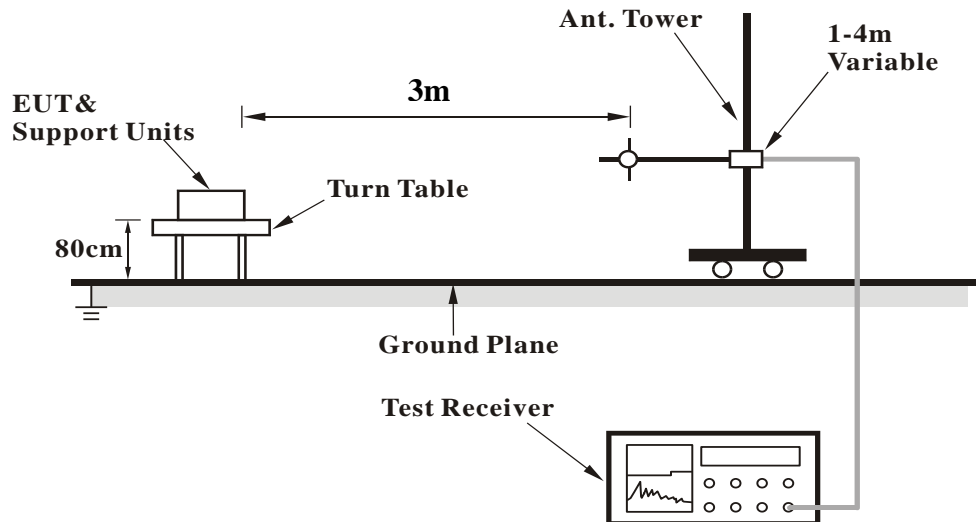 Ant. Tower
1-4m
Variable
3m
EUT&
Support Units
Turn Table
80cm
Ground Plane
Test Receiver